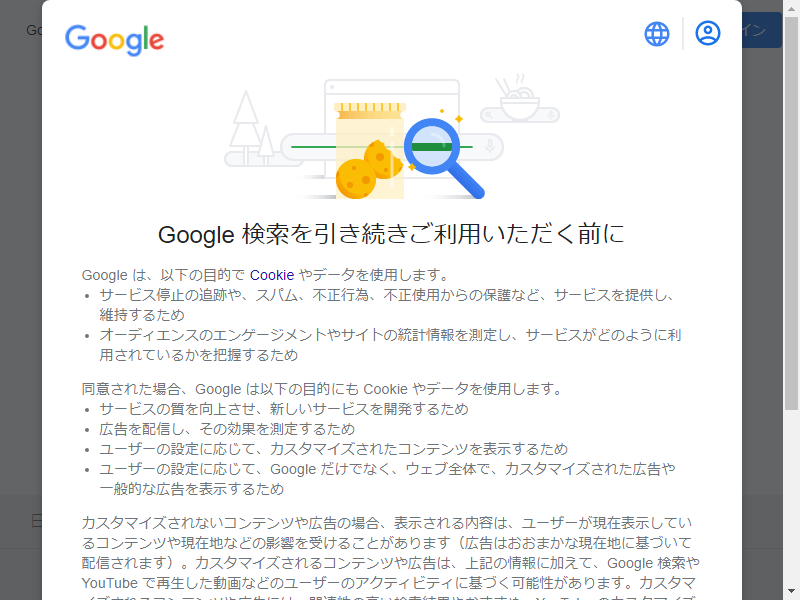 Go
Google
イン
Google 検索を引き続きご利用いただく前に
Google は、以下の目的で Cookie やデータを使用します。
• サービス停止の追跡や、スパム、不正行為、不正使用からの保護など、サービスを提供し、
維持するため
• オーディエンスのエンゲージメントやサイトの統計情報を測定し、サービスがどのように利
用されているかを把握するため
同意された場合、Google は以下の目的にも Cookie やデータを使用します。
• サービスの質を向上させ、新しいサービスを開発するため
• 広告を配信し、その効果を測定するため
• ユーザーの設定に応じて、カスタマイズされたコンテンツを表示するため
• ユーザーの設定に応じて、Google だけでなく、ウェブ全体で、カスタマイズされた広告や
一般的な広告を表示するため
カスタマイズされないコンテンツや広告の場合、表示される内容は、ユーザーが現在表示してい
るコンテンツや現在地などの影響を受けることがあります（広告はおおまかな現在地に基づいて
配信されます）。カスタマイズされるコンテンツや広告は、上記の情報に加えて、Google 検索や
YouTube で再生した動画などのユーザーのアクティビティに基づく可能性があります。カスタマ